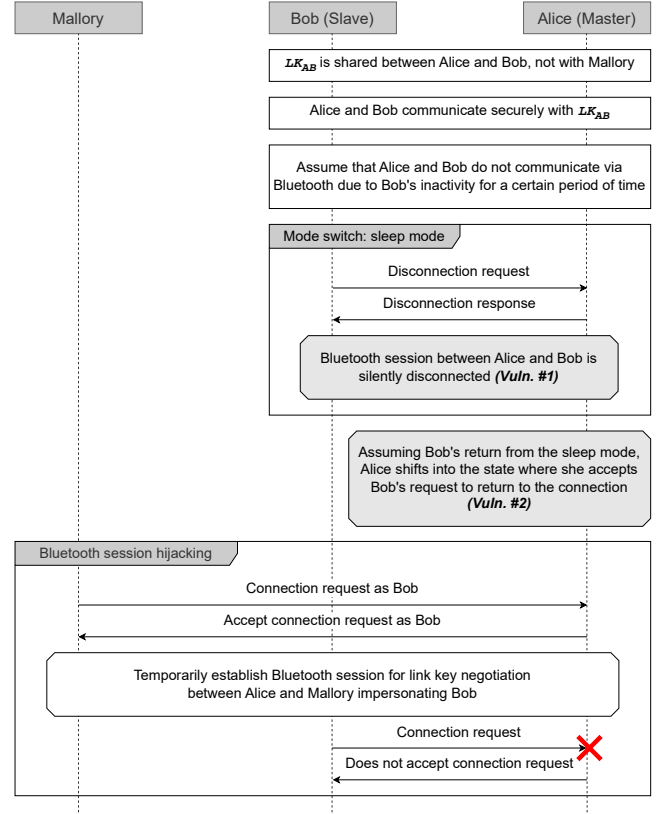 Mallory
Bob (Slave)
Alice (Master)
LK_AB is shared between Alice and Bob, not with Mallory
Alice and Bob communicate securely with LK_AB
Assume that Alice and Bob do not communicate via
Bluetooth due to Bob's inactivity for a certain period of time
Mode switch: sleep mode
Disconnection request
Disconnection response
Bluetooth session between Alice and Bob is
silently disconnected (Vuln. #1)
Assuming Bob's return from the sleep mode,
Alice shifts into the state where she accepts
Bob's request to return to the connection
(Vuln. #2)
Bluetooth session hijacking
Connection request as Bob
Accept connection request as Bob
Temporarily establish Bluetooth session for link key negotiation
between Alice and Mallory impersonating Bob
Connection request
Does not accept connection request